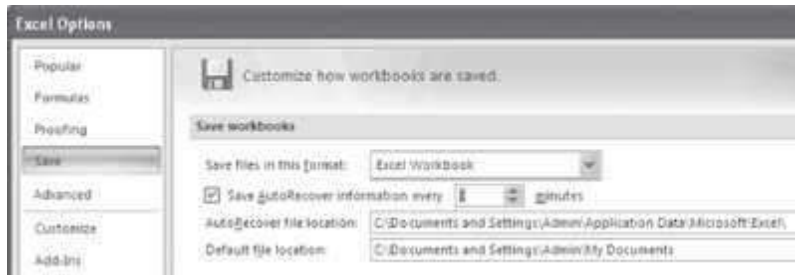 Excel Options
Popular
Formulas
Proofing
Save
Advanced
Customize
Add-Ins
Customize how workbooks are saved.
Save workbooks
Save files in this format: Excel Workbook
Save AutoRecover information every minutes
AutoRecover file location: C:\Documents and Settings\Admin\Application Data\Microsoft\Excel\
Default file location: C:\Documents and Settings\Admin\My Documents